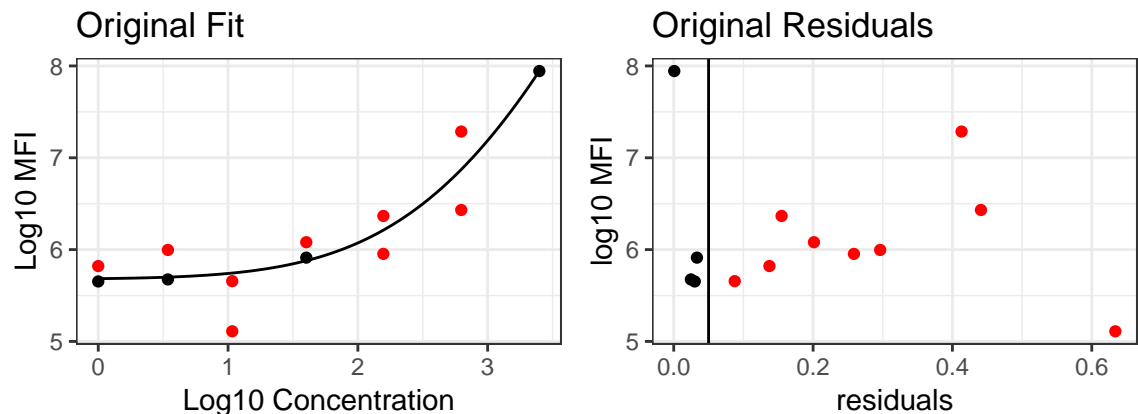 Original Fit
Log10 MFI
8
7
6
5
0
1
2
3
Log10 Concentration
Original Residuals
log10 MFI
8
7
6
5
0.0
0.2
0.4
0.6
residuals